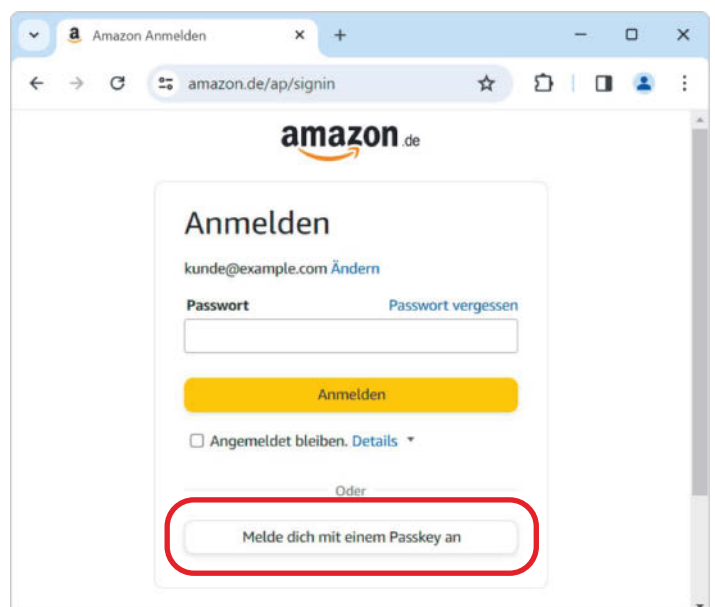 Amazon Anmelden
amazon.de/ap/signin
amazon.de
Anmelden
kunde@example.com Ändern
Passwort Passwort vergessen
Anmelden
Angemeldet bleiben. Details
Oder
Melde dich mit einem Passkey an